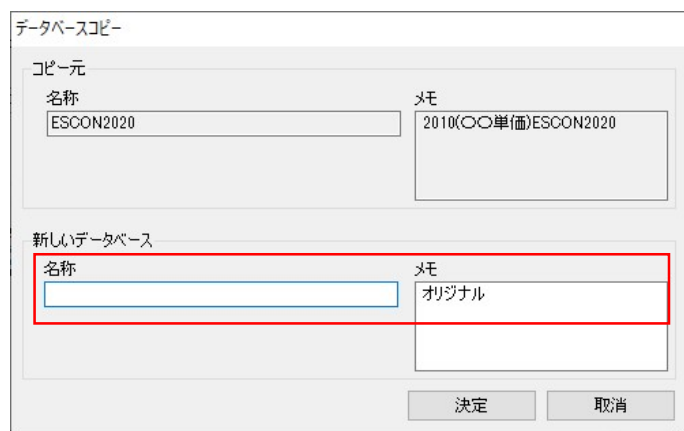 データベースコピー
コピー元
名称
メモ
ESCON2020
2010(〇〇単価)ESCON2020
新しいデータベース
名称
メモ
オリジナル
決定
取消